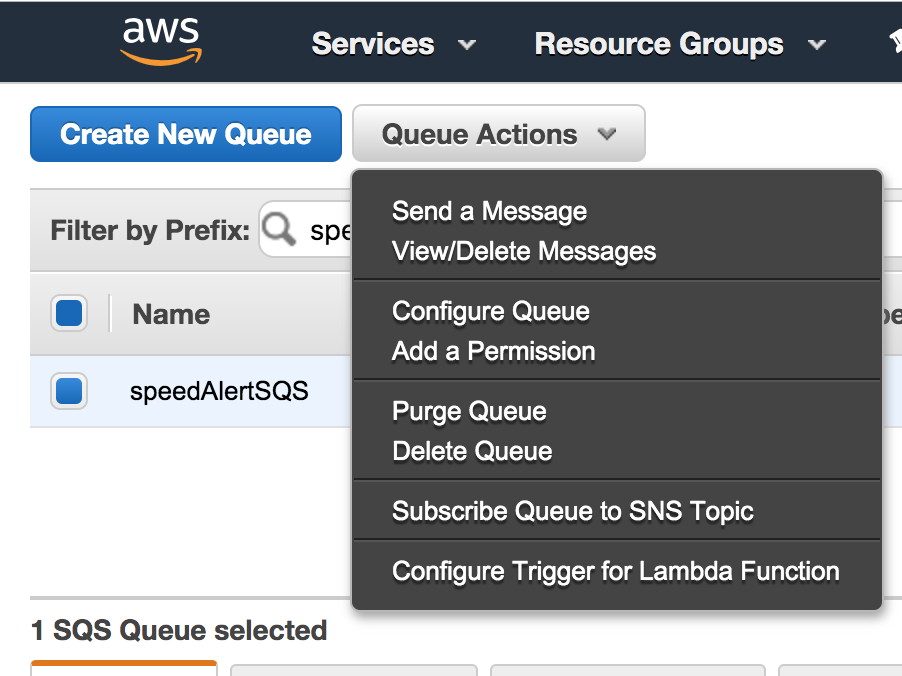 aws
Services
Resource Groups
Create New Queue
Queue Actions
Send a Message
View/Delete Messages
Configure Queue
Add a Permission
Purge Queue
Delete Queue
Subscribe Queue to SNS Topic
Configure Trigger for Lambda Function
Filter by Prefix: spe
Name
speedAlertSQS
1 SQS Queue selected